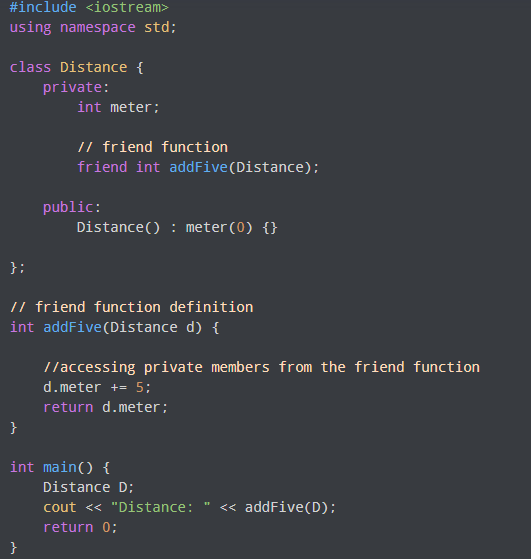 #include <iostream>
using namespace std;

class Distance {
    private:
        int meter;

        // friend function
        friend int addFive(Distance);

    public:
        Distance() : meter(0) {}

};

// friend function definition
int addFive(Distance d) {

    //accessing private members from the friend function
    d.meter += 5;
    return d.meter;
}

int main() {
    Distance D;
    cout << "Distance: " << addFive(D);
    return 0;
}